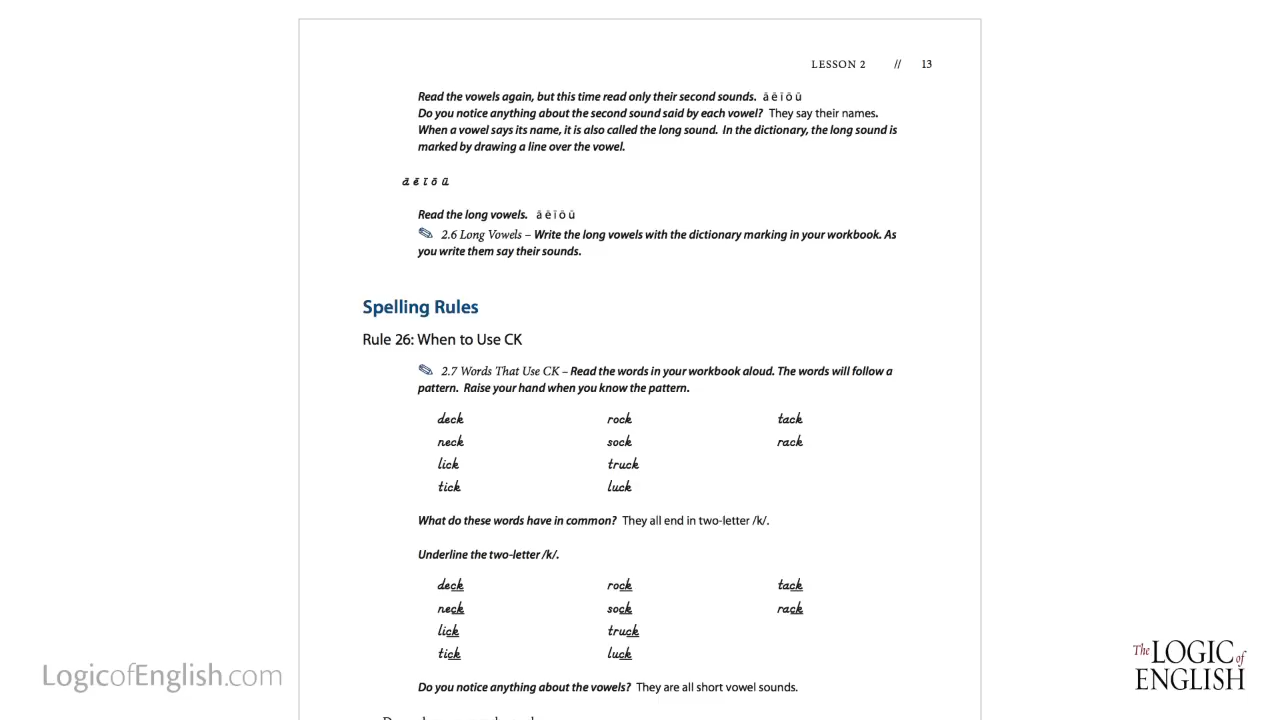 LESSON 2 // 13
Read the vowels again, but this time read only their second sounds. ā ē ī ō ū
Do you notice anything about the second sound said by each vowel? They say their names.
When a vowel says its name, it is also called the long sound. In the dictionary, the long sound is
marked by drawing a line over the vowel.
ā ē ī ō ū
Read the long vowels. ā ē ī ō ū
✎ 2.6 Long Vowels – Write the long vowels with the dictionary marking in your workbook. As
you write them say their sounds.
Spelling Rules
Rule 26: When to Use CK
✎ 2.7 Words That Use CK – Read the words in your workbook aloud. The words will follow a
pattern. Raise your hand when you know the pattern.
deck rock tack
neck sock rack
lick truck
tick luck
What do these words have in common? They all end in two-letter /k/.
Underline the two-letter /k/.
deck rock tack
neck sock rack
lick truck
tick luck
Do you notice anything about the vowels? They are all short vowel sounds.
LogicofEnglish.com
The LOGIC of
ENGLISH